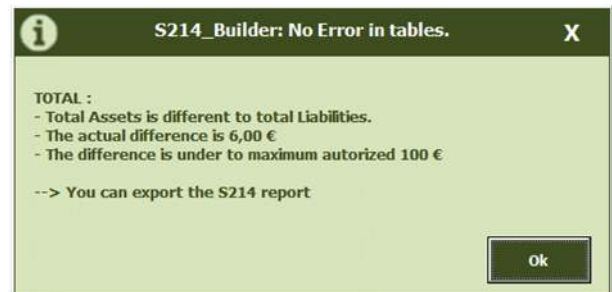 S214_Builder: No Error in tables.
X
TOTAL :
- Total Assets is different to total Liabilities.
- The actual difference is 6,00 €
- The difference is under to maximum autorized 100 €
--> You can export the S214 report
Ok